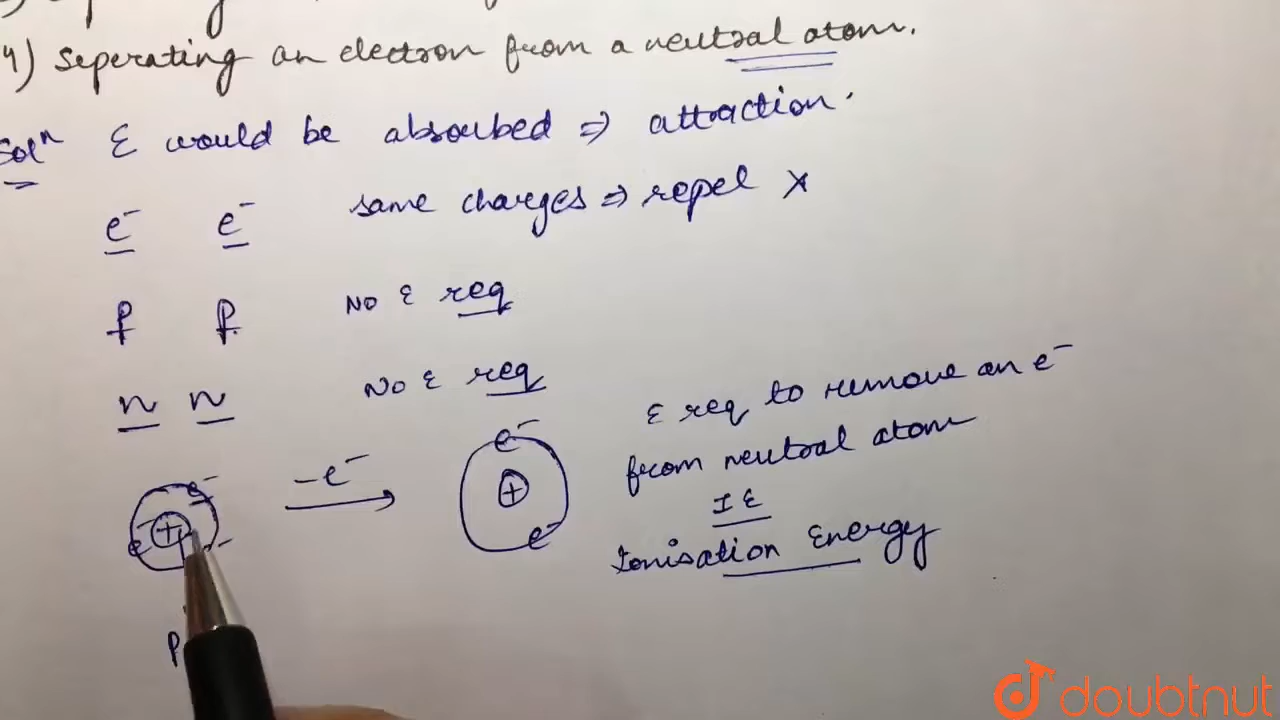 4) Seperating an electron from a neutral atom.
Solⁿ ε would be absorbed ⇒ attraction.
e⁻ e⁻ same charges ⇒ repel ×
p p. No ε req
n n No ε req
ε req to remove an e⁻
from neutral atom
I ε
Ionisation Energy
e⁻ + e⁻ -e⁻ → e⁻ + e⁻
p
doubtnut